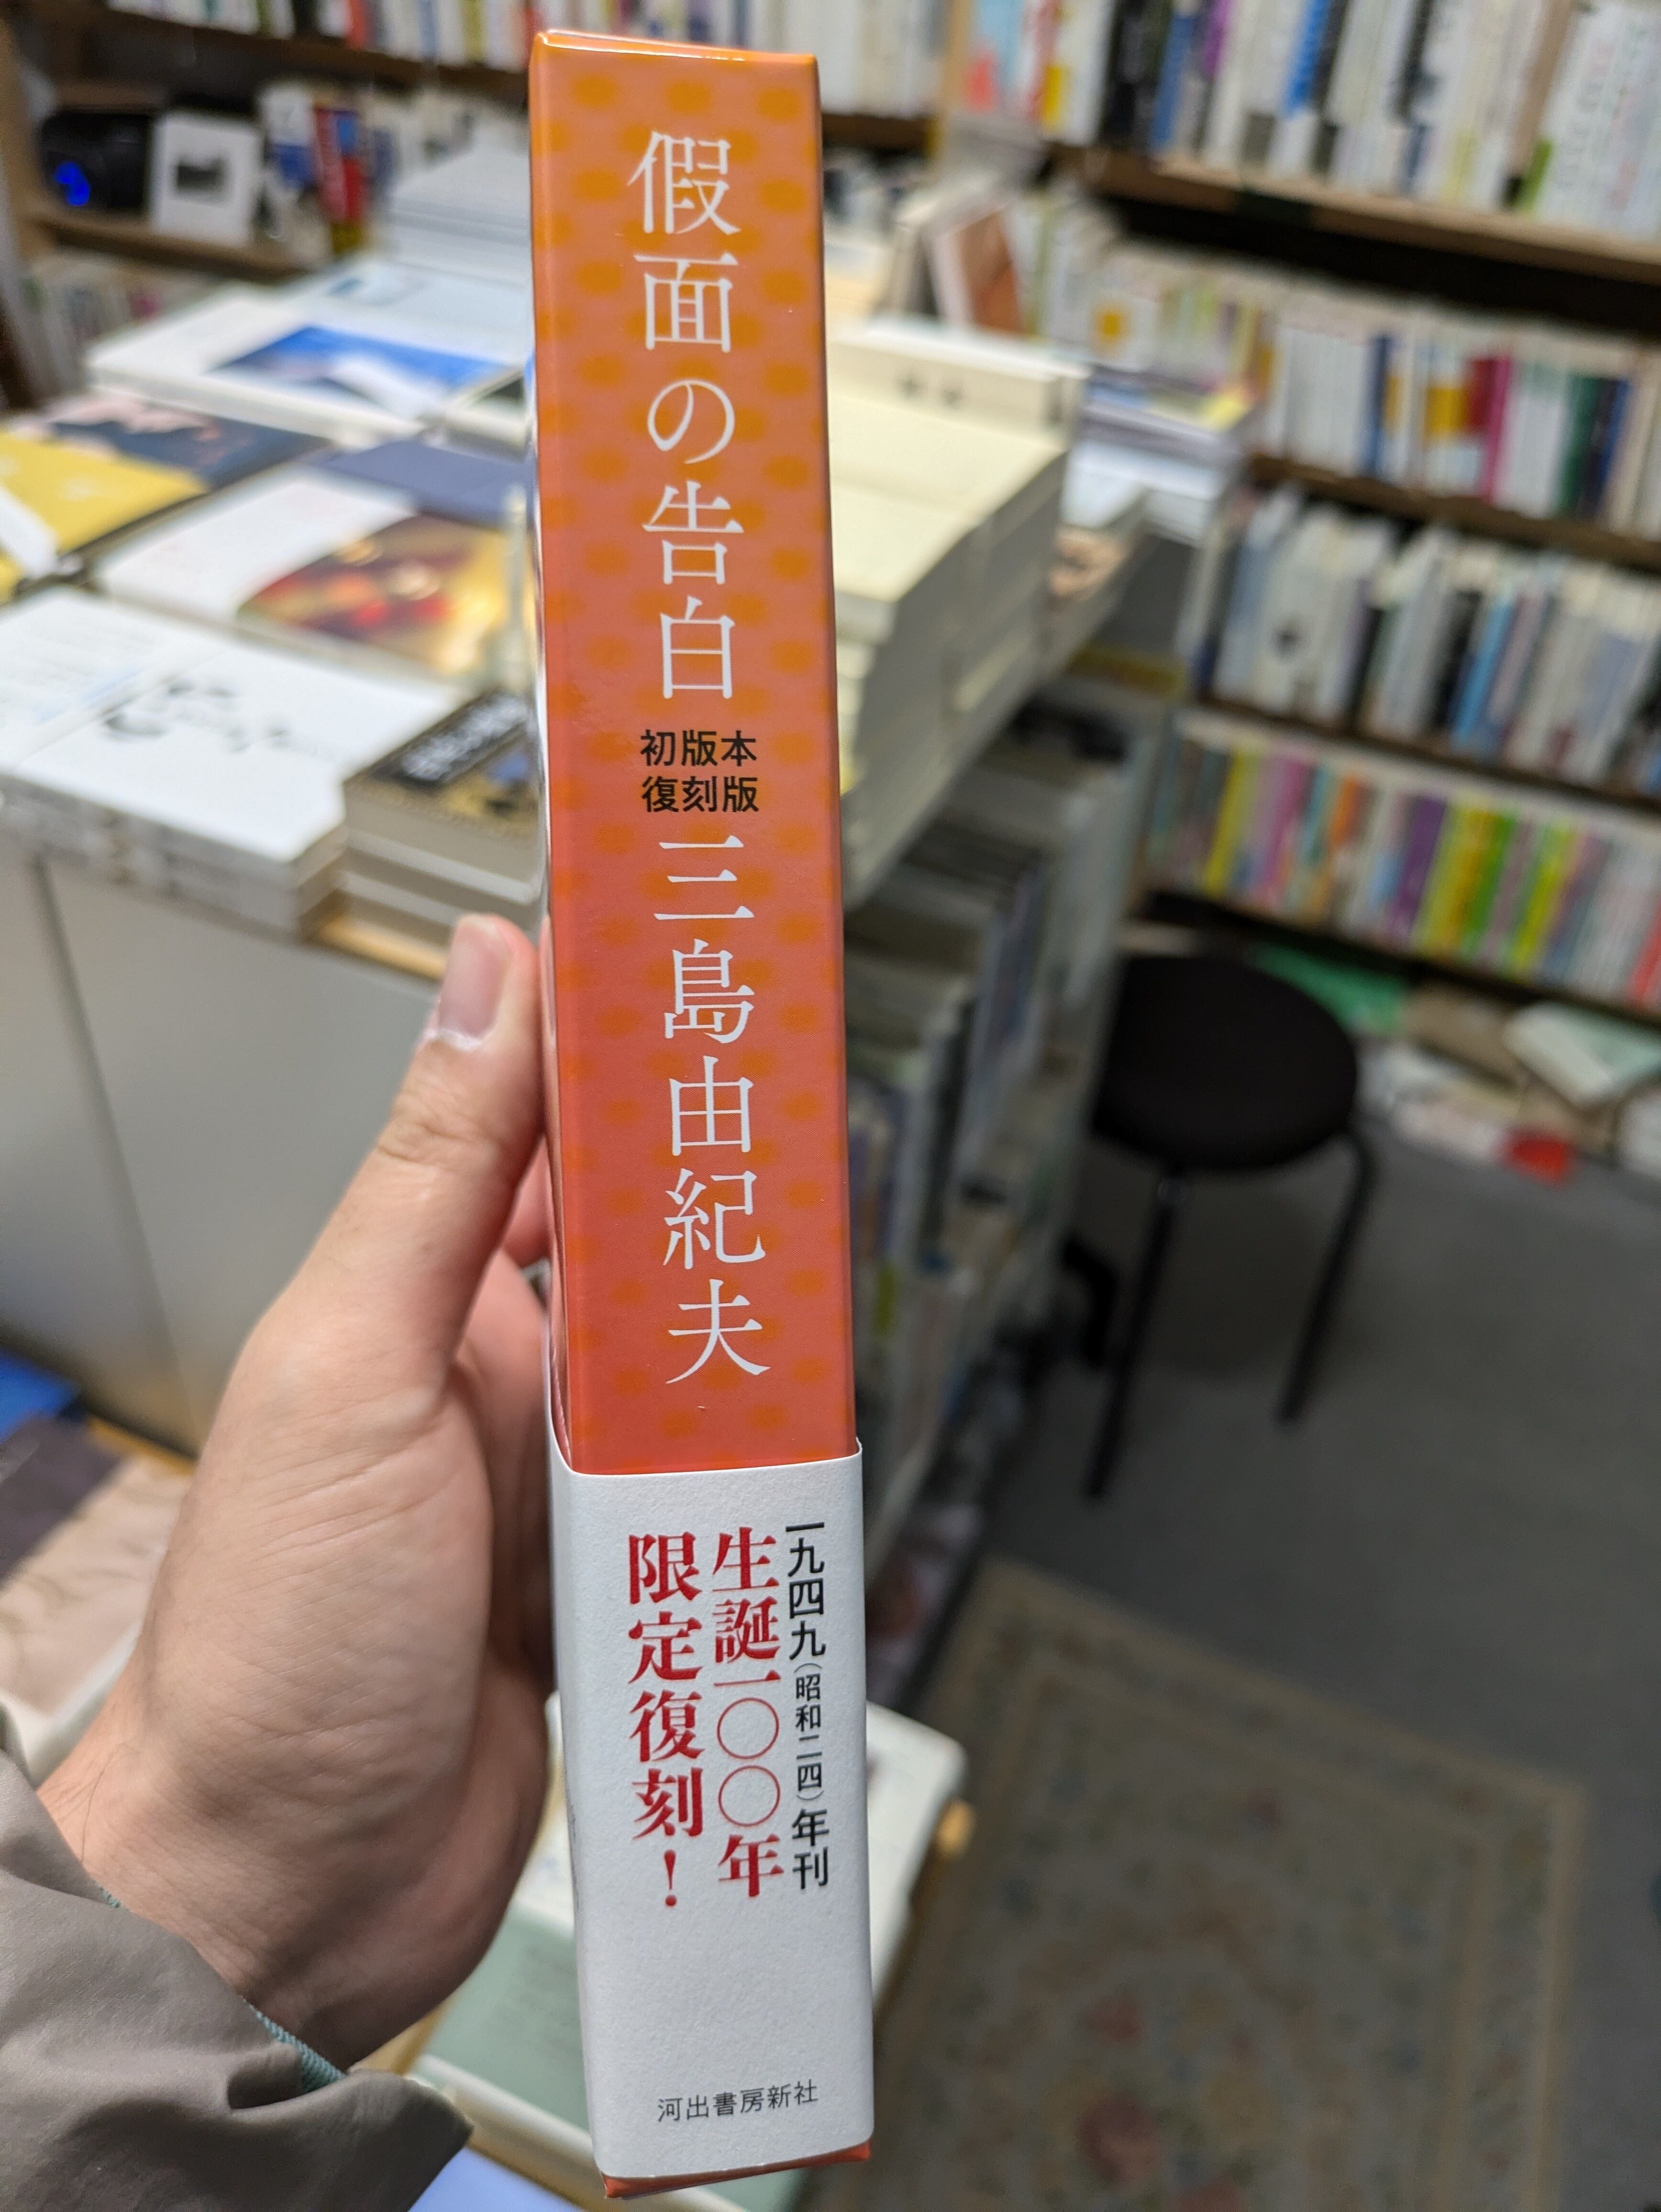 假面の告白
初版本
復刻版
三島由紀夫
一九四九(昭和二四)年刊
生誕一〇〇年
限定復刻!
河出書房新社